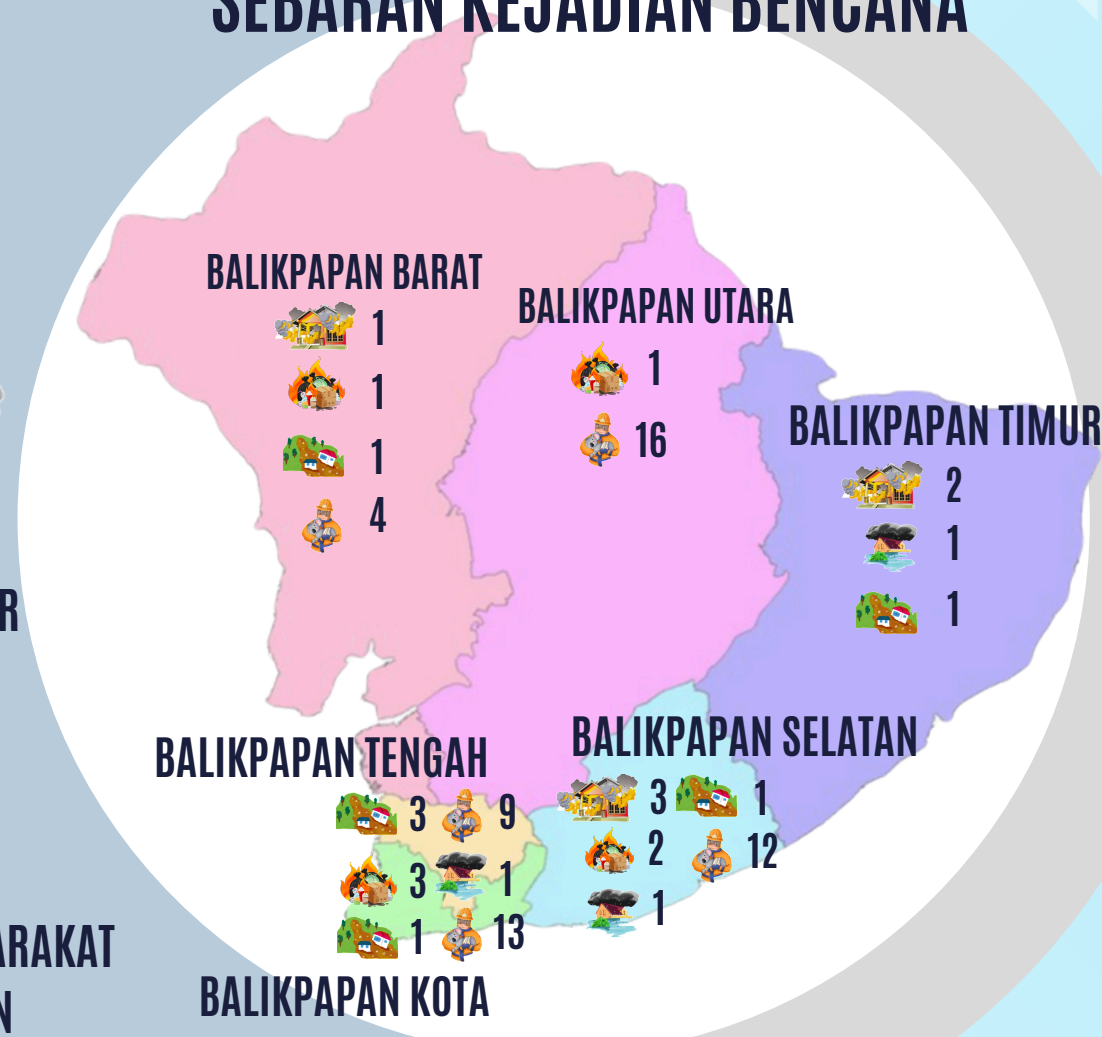 SEBARAN KEJADIAN BENCANA
BALIKPAPAN BARAT
1
1
1
4
BALIKPAPAN UTARA
1
16
BALIKPAPAN TIMUR
2
1
1
BALIKPAPAN TENGAH
3 9
3 1
1 13
BALIKPAPAN KOTA
BALIKPAPAN SELATAN
3 1
2 12
1
R
ARAKAT
N